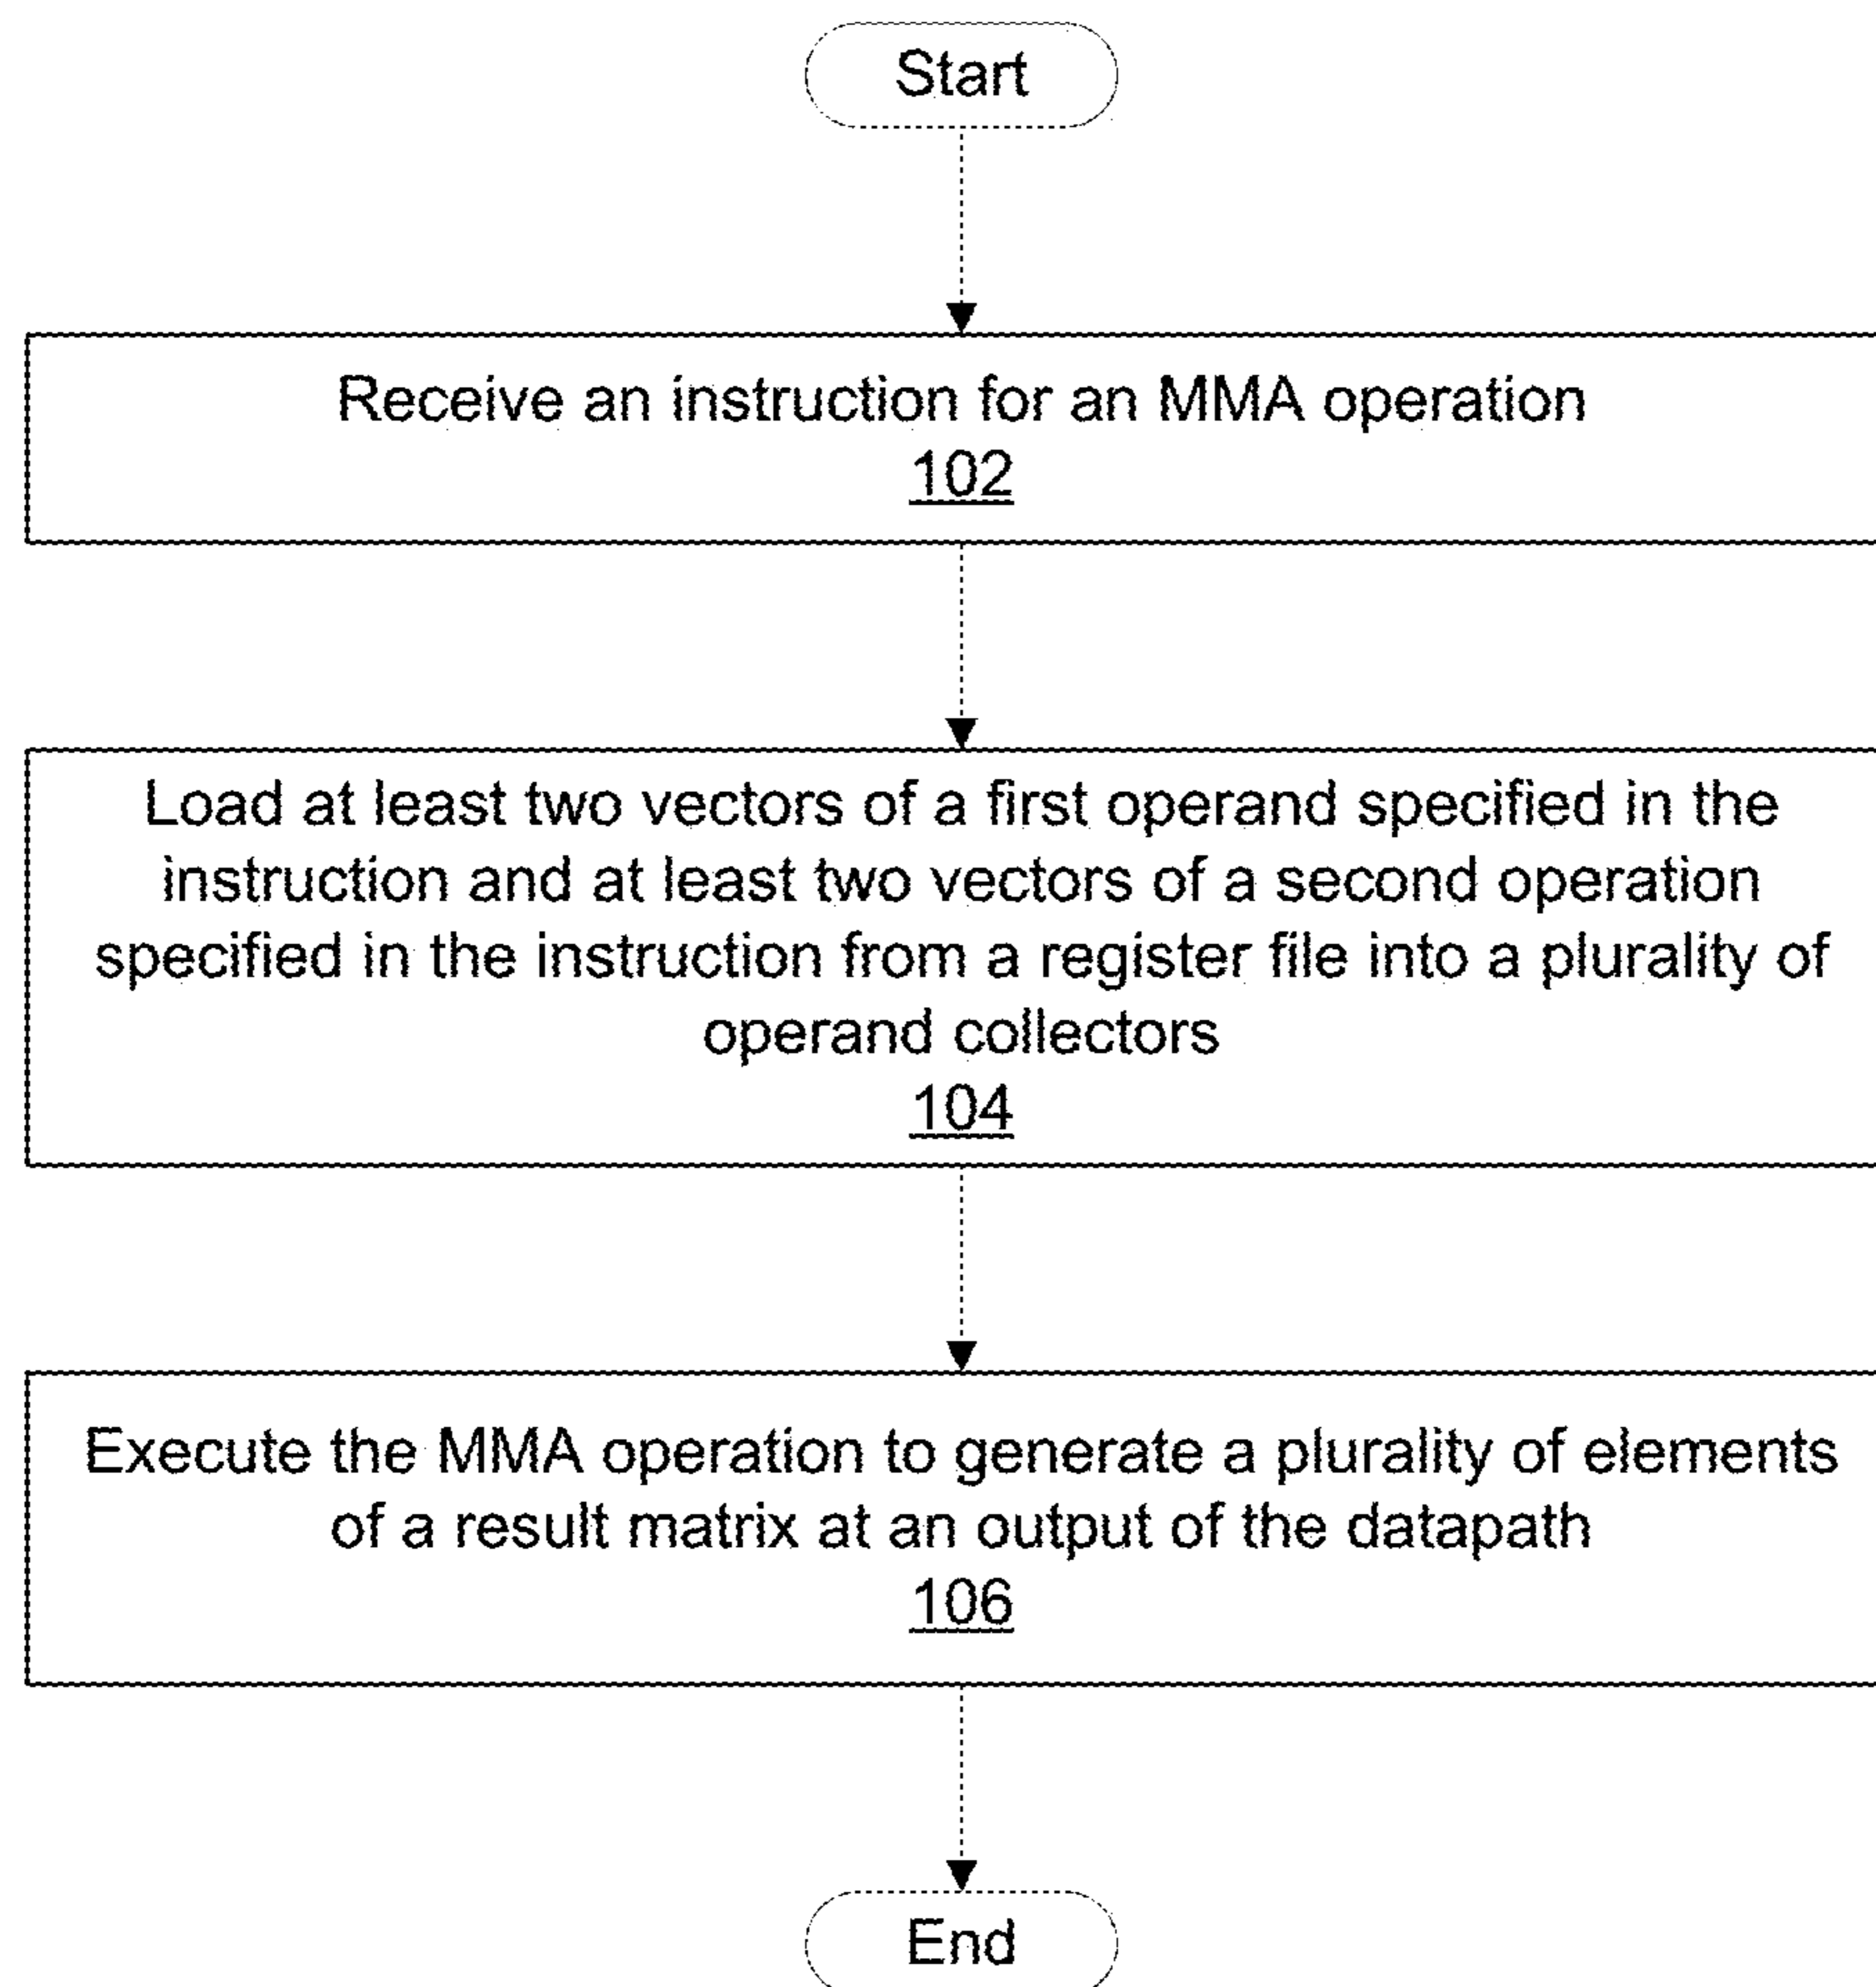 Start
Receive an instruction for an MMA operation
102
Load at least two vectors of a first operand specified in the
instruction and at least two vectors of a second operation
specified in the instruction from a register file into a plurality of
operand collectors
104
Execute the MMA operation to generate a plurality of elements
of a result matrix at an output of the datapath
106
End